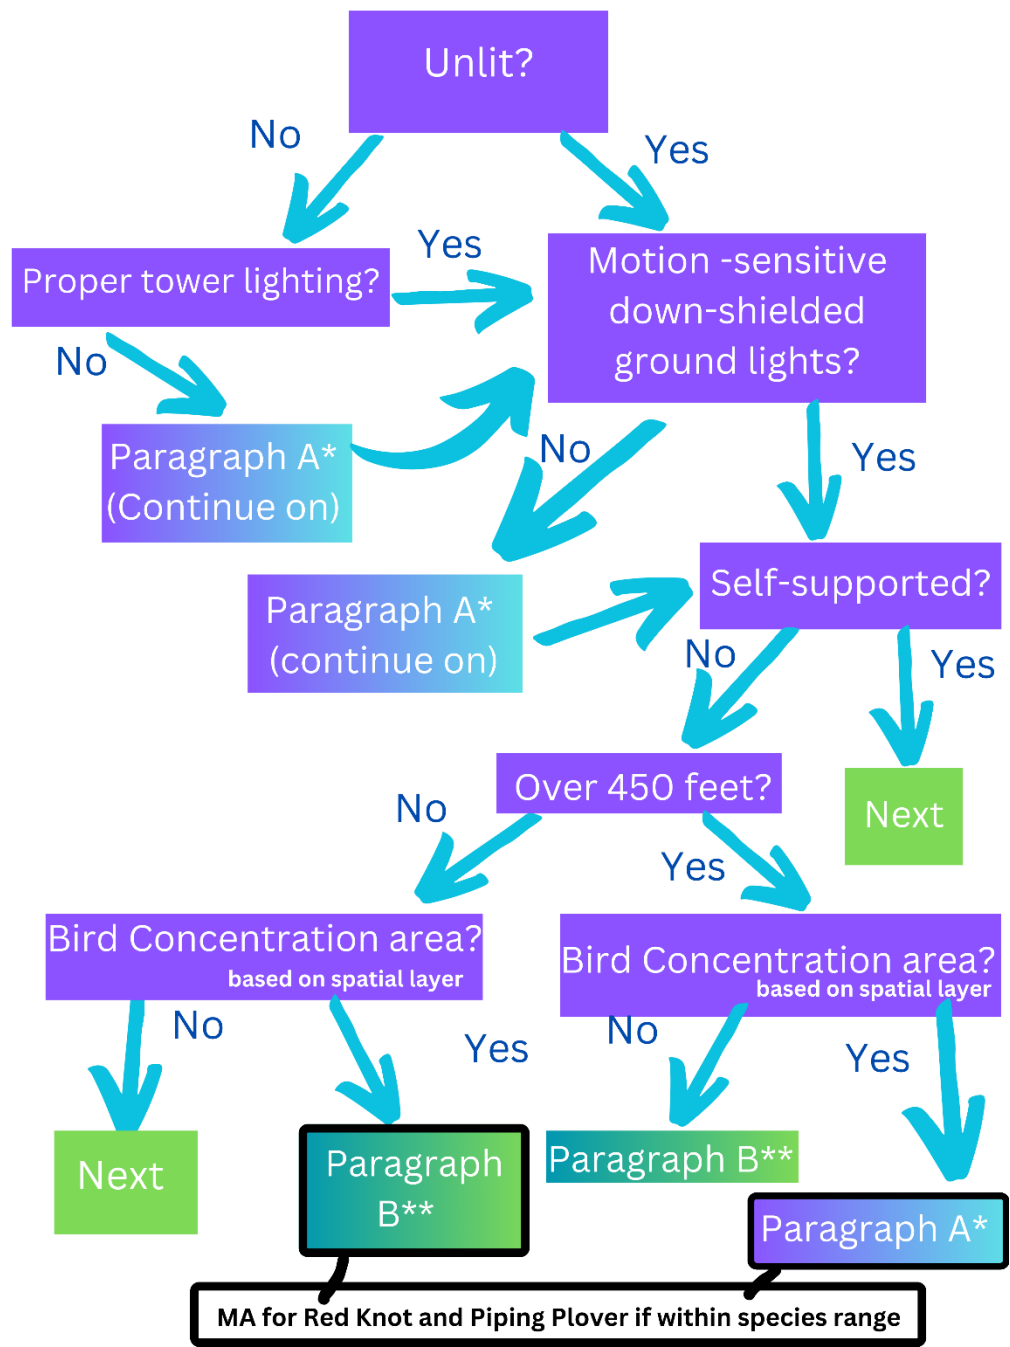 Unlit?
No
Yes
Proper tower lighting?
Yes
Motion -sensitive
down-shielded
ground lights?
No
Paragraph A*
(Continue on)
No
Yes
Paragraph A*
(continue on)
Self-supported?
No
Yes
Over 450 feet?
Next
No
Yes
Bird Concentration area?
based on spatial layer
Bird Concentration area?
based on spatial layer
No
Yes
No
Yes
Next
Paragraph
B**
Paragraph B**
Paragraph A*
MA for Red Knot and Piping Plover if within species range